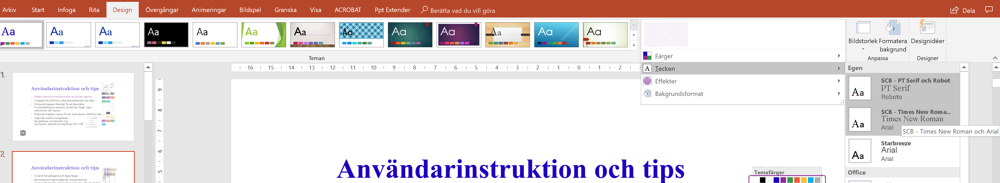 Arkiv Start Infoga Rita Design Övergångar Animeringar Bildspel Granska Visa ACROBAT Ppt Extender Berätta vad du vill göra Dela
Aa Aa Aa Aa Aa Aa Aa Aa Aa Aa Aa Aa Aa
Teman
Färger
Tecken
Effekter
Bakgrundsformat
Bildstorlek Formatera bakgrund Designidéer
Anpassa Designer
16 15 14 13 12 11 10 9 8 7 6 5 4 3 2 1 0 1 2 3
9
8
7
6
5
1
Användarinstruktion och tips
• Radera instruktionssidorna efter att du läst igenom.
• I knappen Ny bild finns olika layoutalternativ att välja.
• Klicka på knappen Återställ för att återställa
till standardlayout (typsnitt, punktlista, färger, logo,
sidnummer och layout).
• Klicka på knappen Layout för att byta layout i befintlig sida
• Utgå från mallens textgränser.
Se stödlinjer via Menyflik Visa
och bocka i alternativet Stödlinjer (Alt + F9).
SCB
2
Användarinstruktion och tips
• Använd Temafärgerna och Egna färger.
• Byt teckensnitt genomgående i presentationen
Användarinstruktion och tips
Temafärger
Egen
Aa
SCB - PT Serif och Robot
PT Serif
Roboto
Aa
SCB - Times New Roma...
Times New Roman
Arial
SCB - Times New Roman och Arial
Aa
Starbreeze
Arial
Arial
Office